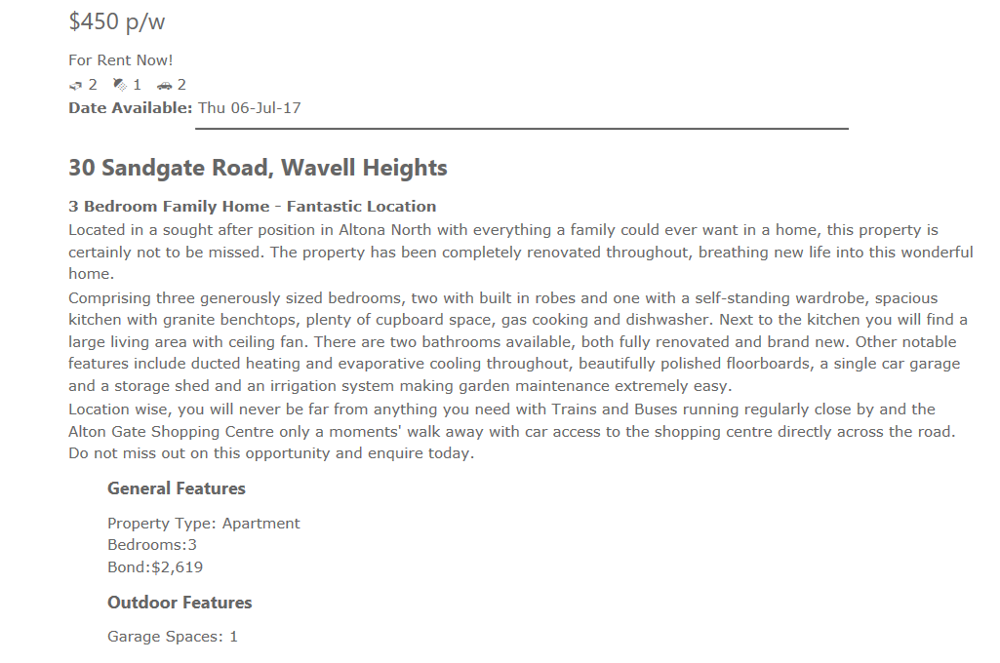 $450 p/w
For Rent Now!
2 1 2
Date Available: Thu 06-Jul-17
30 Sandgate Road, Wavell Heights
3 Bedroom Family Home - Fantastic Location
Located in a sought after position in Altona North with everything a family could ever want in a home, this property is
certainly not to be missed. The property has been completely renovated throughout, breathing new life into this wonderful
home.
Comprising three generously sized bedrooms, two with built in robes and one with a self-standing wardrobe, spacious
kitchen with granite benchtops, plenty of cupboard space, gas cooking and dishwasher. Next to the kitchen you will find a
large living area with ceiling fan. There are two bathrooms available, both fully renovated and brand new. Other notable
features include ducted heating and evaporative cooling throughout, beautifully polished floorboards, a single car garage
and a storage shed and an irrigation system making garden maintenance extremely easy.
Location wise, you will never be far from anything you need with Trains and Buses running regularly close by and the
Alton Gate Shopping Centre only a moments' walk away with car access to the shopping centre directly across the road.
Do not miss out on this opportunity and enquire today.
General Features
Property Type: Apartment
Bedrooms:3
Bond:$2,619
Outdoor Features
Garage Spaces: 1